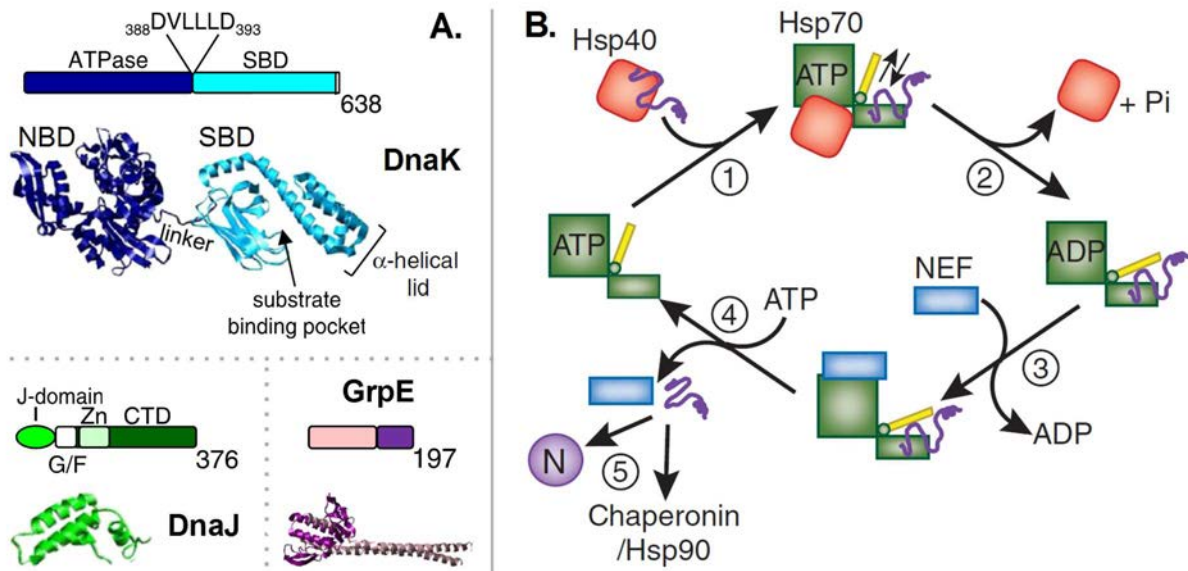 A.
388DVLLLD393
ATPase
SBD
638
NBD
SBD
DnaK
linker
α-helical
lid
substrate
binding pocket
J-domain
Zn
CTD
G/F
376
DnaJ
GrpE
197
B.
Hsp40
Hsp70
ATP
+ Pi
1
2
ATP
ADP
NEF
ATP
4
3
ADP
N
5
Chaperonin
/Hsp90